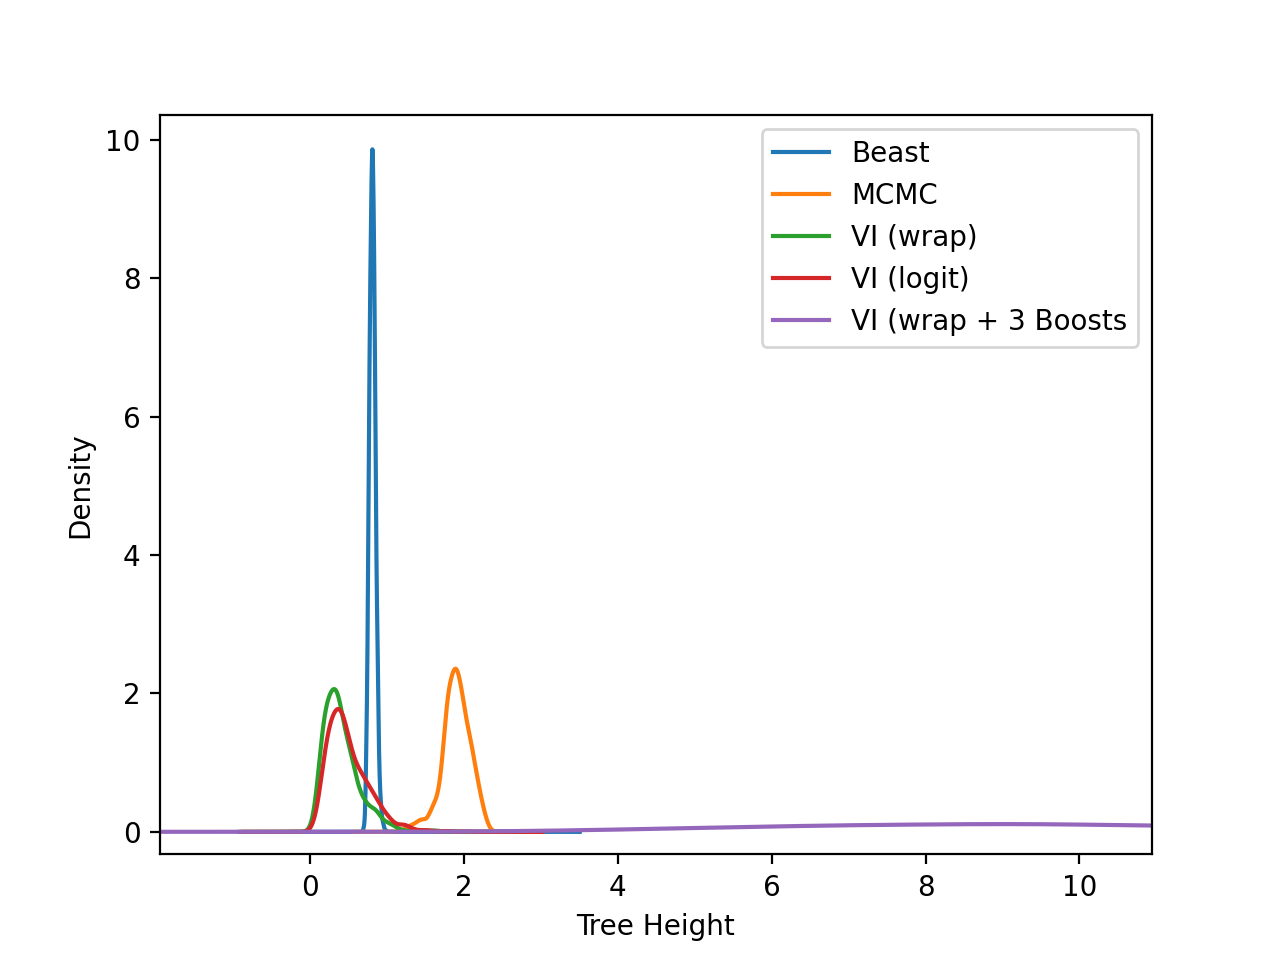 10
8
6
4
2
0
Density
0 2 4 6 8 10
Tree Height
Beast
MCMC
VI (wrap)
VI (logit)
VI (wrap + 3 Boosts